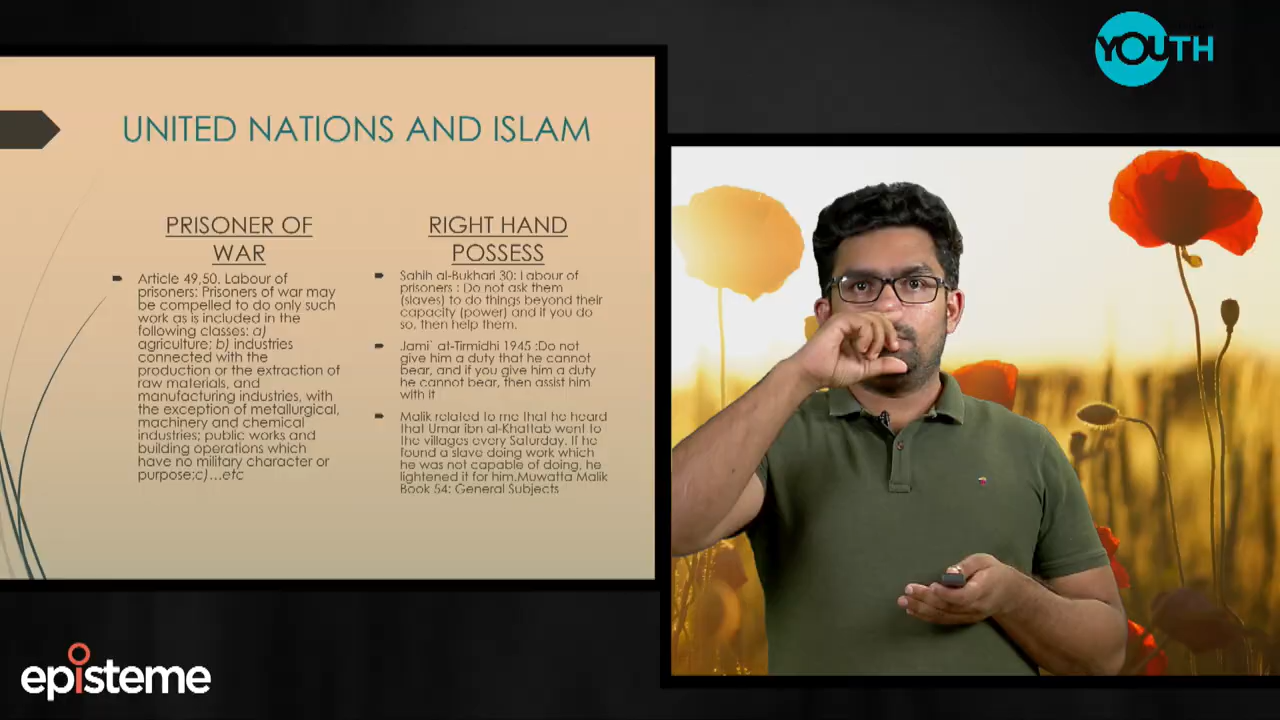 YOUTH
UNITED NATIONS AND ISLAM
PRISONER OF
WAR
Article 49,50. Labour of
prisoners: Prisoners of war may
be compelled to do only such
work as is included in the
following classes: a)
agriculture; b) industries
connected with the
production or the extraction of
raw materials, and
manufacturing industries, with
the exception of metallurgical,
machinery and chemical
industries; public works and
building operations which
have no military character or
purpose;c)...etc
RIGHT HAND
POSSESS
Sahih al-Bukhari 30: Labour of
prisoners : Do not ask them
(slaves) to do things beyond their
capacity (power) and if you do
so, then help them.
Jami` at-Tirmidhi 1945 :Do not
give him a duty that he cannot
bear, and if you give him a duty
he cannot bear, then assist him
with it
Malik related to me that he heard
that Umar ibn al-Khattab went to
the villages every Saturday. If he
found a slave doing work which
he was not capable of doing, he
lightened it for him.Muwatta Malik
Book 54: General Subjects
episteme